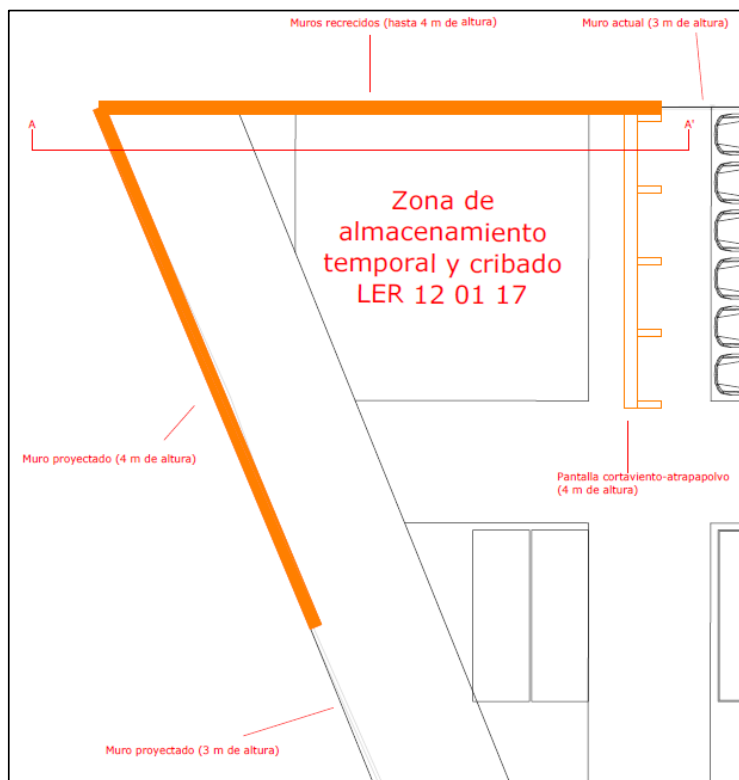 Muros recrecidos (hasta 4 m de altura)
Muro actual (3 m de altura)
A
A'
Zona de
almacenamiento
temporal y cribado
LER 12 01 17
Muro proyectado (4 m de altura)
Pantalla cortaviento-atrapapolvo
(4 m de altura)
Muro proyectado (3 m de altura)